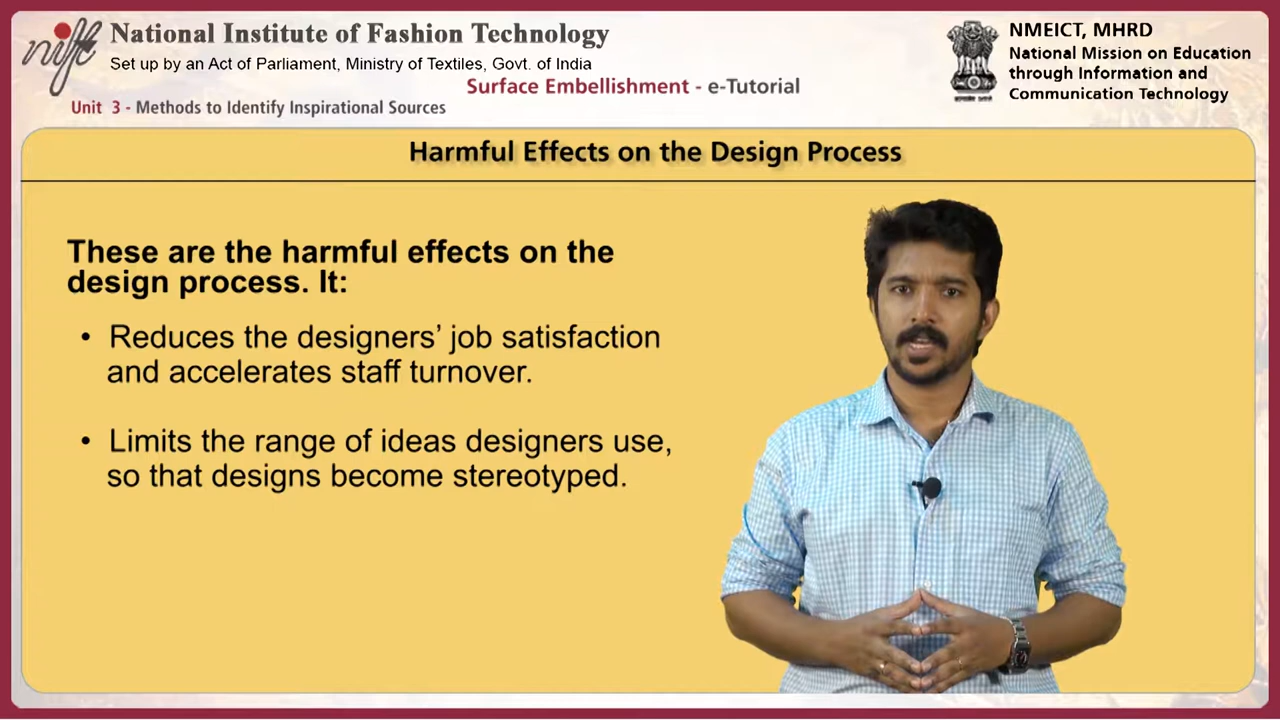 nift
National Institute of Fashion Technology
Set up by an Act of Parliament, Ministry of Textiles, Govt. of India
Surface Embellishment - e-Tutorial
Unit 3 - Methods to Identify Inspirational Sources
NMEICT, MHRD
National Mission on Education
through Information and
Communication Technology
Harmful Effects on the Design Process
These are the harmful effects on the
design process. It:
• Reduces the designers’ job satisfaction
and accelerates staff turnover.
• Limits the range of ideas designers use,
so that designs become stereotyped.